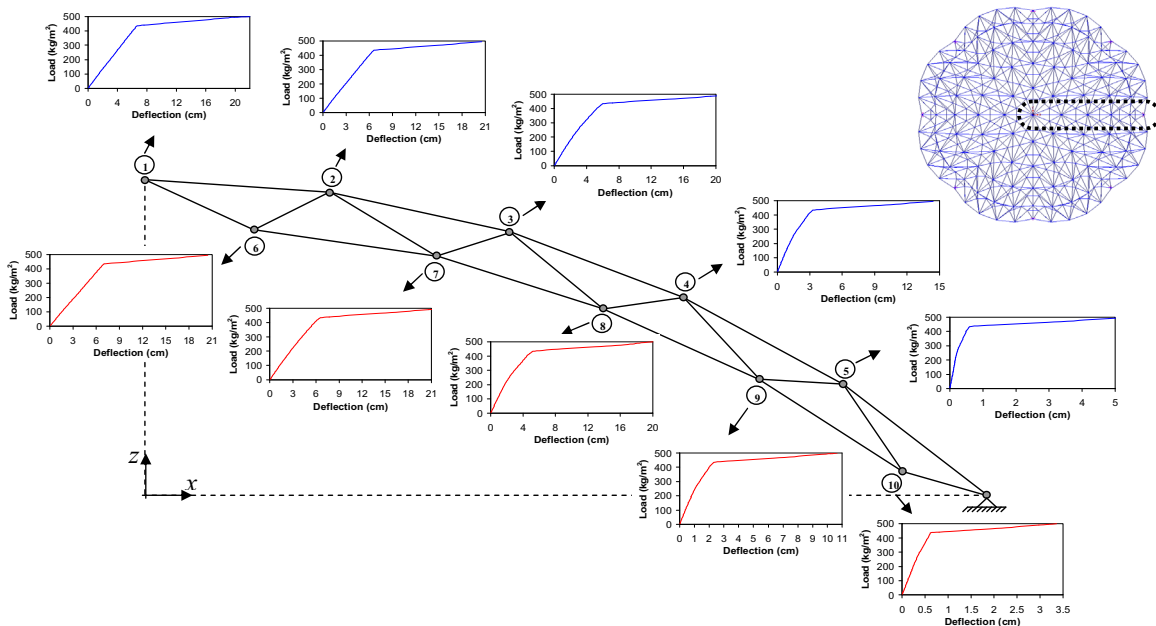 Load (kg/m²)
500
400
300
200
100
0
0 4 8 12 16 20
Deflection (cm)
Load (kg/m²)
500
400
300
200
100
0
0 3 6 9 12 15 18 21
Deflection (cm)
Load (kg/m²)
500
400
300
200
100
0
0 4 8 12 16 20
Deflection (cm)
Load (kg/m²)
500
400
300
200
100
0
0 3 6 9 12 15
Deflection (cm)
Load (kg/m²)
500
400
300
200
100
0
0 1 2 3 4 5
Deflection (cm)
1
2
3
4
5
6
7
8
9
10
Load (kg/m²)
500
400
300
200
100
0
0 3 6 9 12 15 18 21
Deflection (cm)
Load (kg/m²)
500
400
300
200
100
0
0 3 6 9 12 15 18 21
Deflection (cm)
Load (kg/m²)
500
400
300
200
100
0
0 4 8 12 16 20
Deflection (cm)
Load (kg/m²)
500
400
300
200
100
0
0 1 2 3 4 5 6 7 8 9 10 11
Deflection (cm)
Load (kg/m²)
500
400
300
200
100
0
0 0.5 1 1.5 2 2.5 3 3.5
Deflection (cm)
z
x